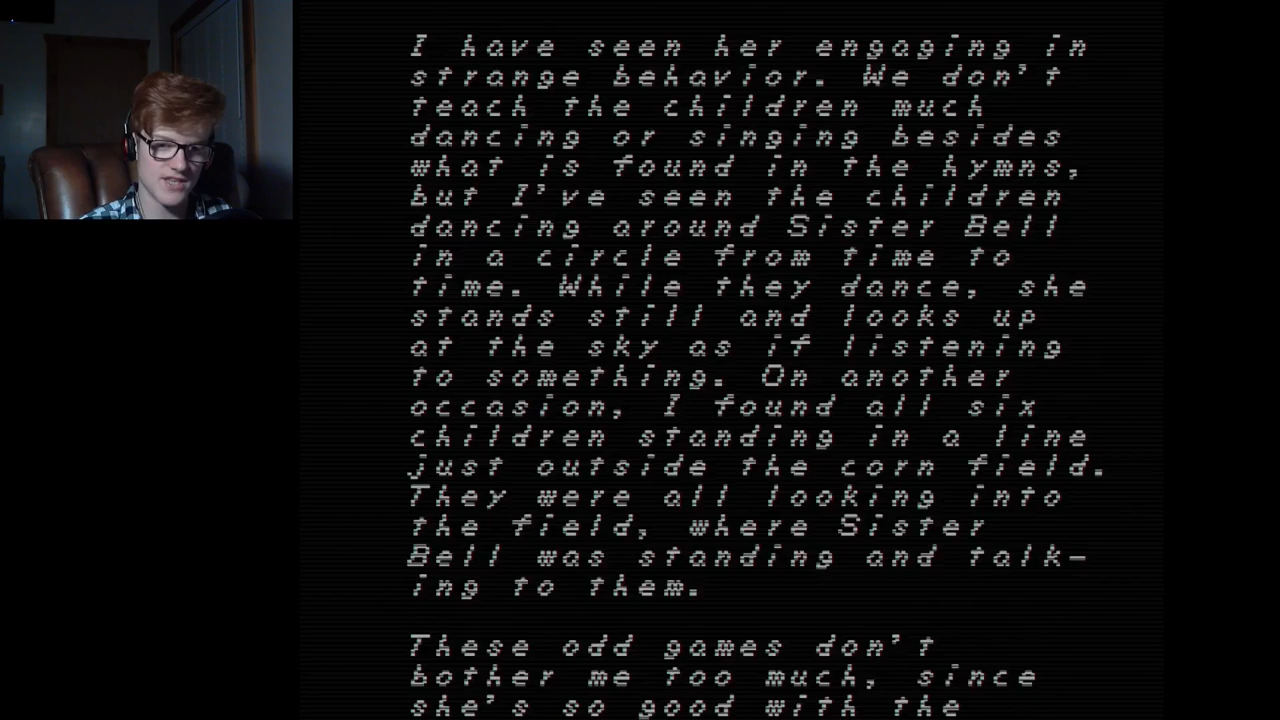 I have seen her engaging in
strange behavior. We don't
teach the children much
dancing or singing besides
what is found in the hymns,
but I've seen the children
dancing around Sister Bell
in a circle from time to
time. While they dance, she
stands still and looks up
at the sky as if listening
to something. On another
occasion, I found all six
children standing in a line
just outside the corn field.
They were all looking into
the field, where Sister
Bell was standing and talk-
ing to them.
These odd games don't
bother me too much, since
she's so good with the